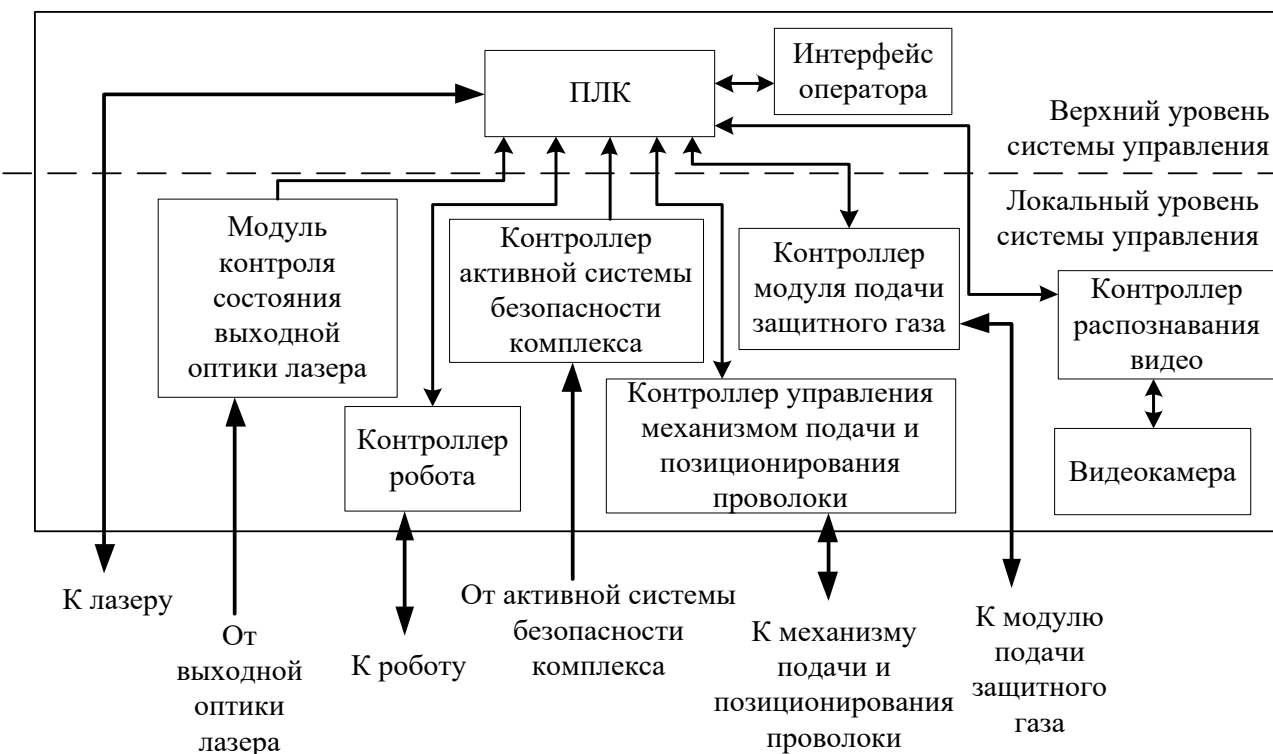 Интерфейс
оператора
ПЛК
Верхний уровень
системы управления
Локальный уровень
системы управления
Модуль
контроля
состояния
выходной
оптики лазера
Контроллер
активной системы
безопасности
комплекса
Контроллер
модуля подачи
защитного газа
Контроллер
распознавания
видео
Контроллер
робота
Контроллер управления
механизмом подачи и
позиционирования
проволоки
Видеокамера
К лазеру
От
выходной
оптики
лазера
К роботу
От активной системы
безопасности
комплекса
К механизму
подачи и
позиционирования
проволоки
К модулю
подачи
защитного
газа